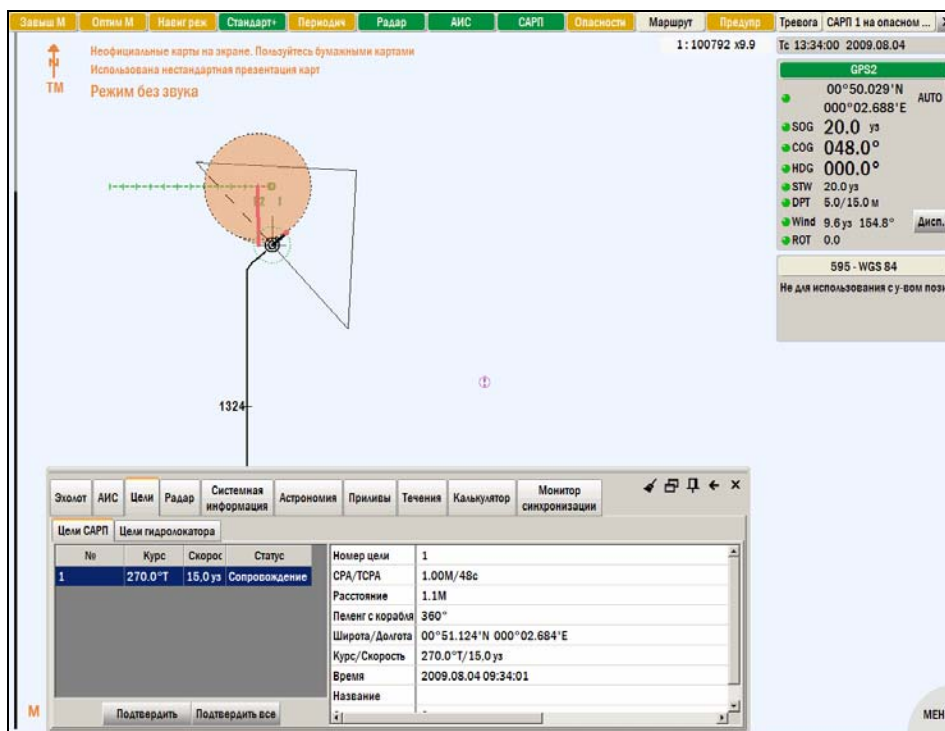 Завыш М Оптим М Навиг реж Стандарт+ Периодич Радар АИС САРП Опасности Маршрут Предупр Тревога САРП 1 на опасном ...
1:100792 x9.9
Тс 13:34:00 2009.08.04
N
ТМ
Неофициальные карты на экране. Пользуйтесь бумажными картами
Использована нестандартная презентация карт
Режим без звука
GPS2
00°50.029'N
000°02.688'E
AUTO
SOG 20.0 уз
COG 048.0°
HDG 000.0°
STW 20.0 уз
DPT 5.0/15.0 м
Wind 9.6 уз 154.8°
Дисп.
ROT 0.0
595 - WGS 84
Не для использования с у-вом пози
1324
Эхолот АИС Цели Радар Системная информация Астрономия Приливы Течения Калькулятор Монитор синхронизации
Цели САРП Цели гидролокатора
№ Курс Скорос Статус
1 270.0°Т 15,0 уз Сопровождение
Номер цели 1
CPA/TCPA 1.00М/48с
Расстояние 1.1М
Пеленг с корабля 360°
Широта/Долгота 00°51.124'N 000°02.684'E
Курс/Скорость 270.0°Т/15.0 уз
Время 2009.08.04 09:34:01
Название
Подтвердить Подтвердить все
М
МЕН